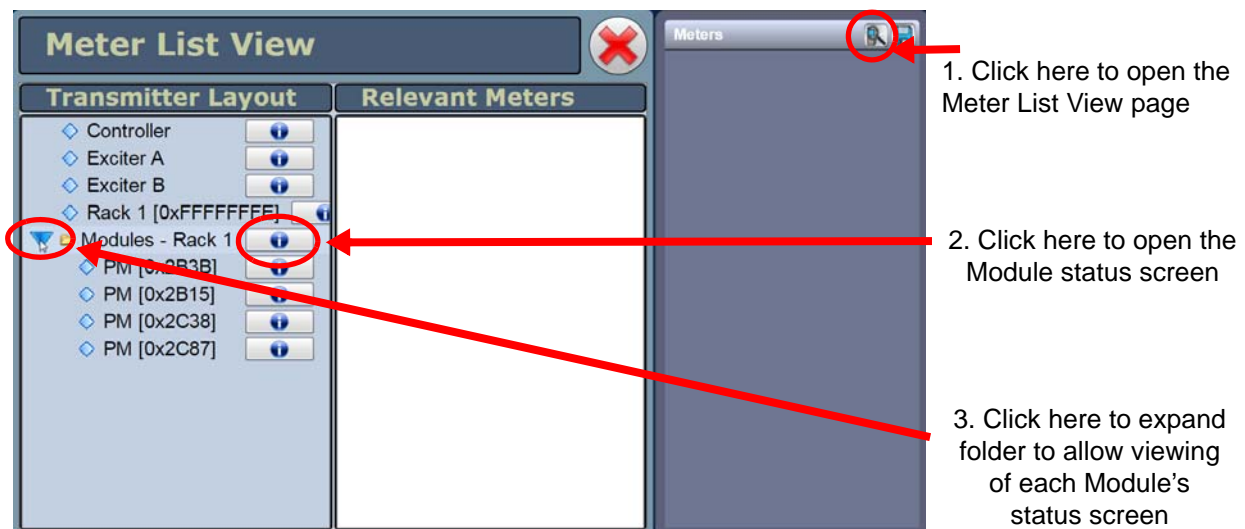 Meter List View
Transmitter Layout
Relevant Meters
Controller
Exciter A
Exciter B
Rack 1 [0xFFFFFFFF]
Modules - Rack 1
PM [0x2B3B]
PM [0x2B15]
PM [0x2C38]
PM [0x2C87]
Meters
1. Click here to open the
Meter List View page
2. Click here to open the
Module status screen
3. Click here to expand
folder to allow viewing
of each Module's
status screen